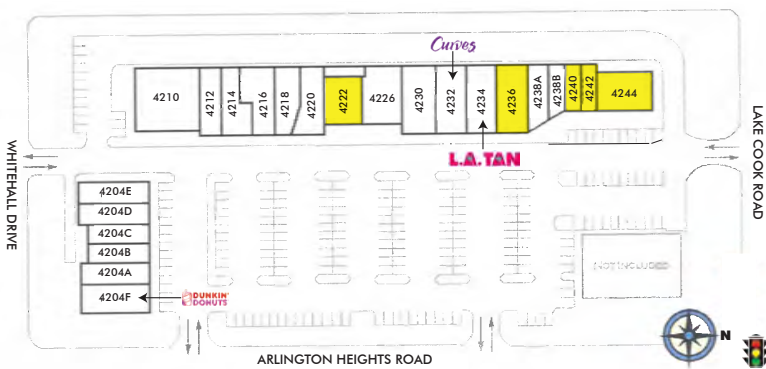 Curves
4210
4212
4214
4216
4218
4220
4222
4226
4230
4232
4234
4236
4238A
4238B
4240
4242
4244
L.A. TAN
WHITEHALL DRIVE
LAKE COOK ROAD
4204E
4204D
4204C
4204B
4204A
4204F
DUNKIN'
DONUTS
NOT INCLUDED
N
ARLINGTON HEIGHTS ROAD